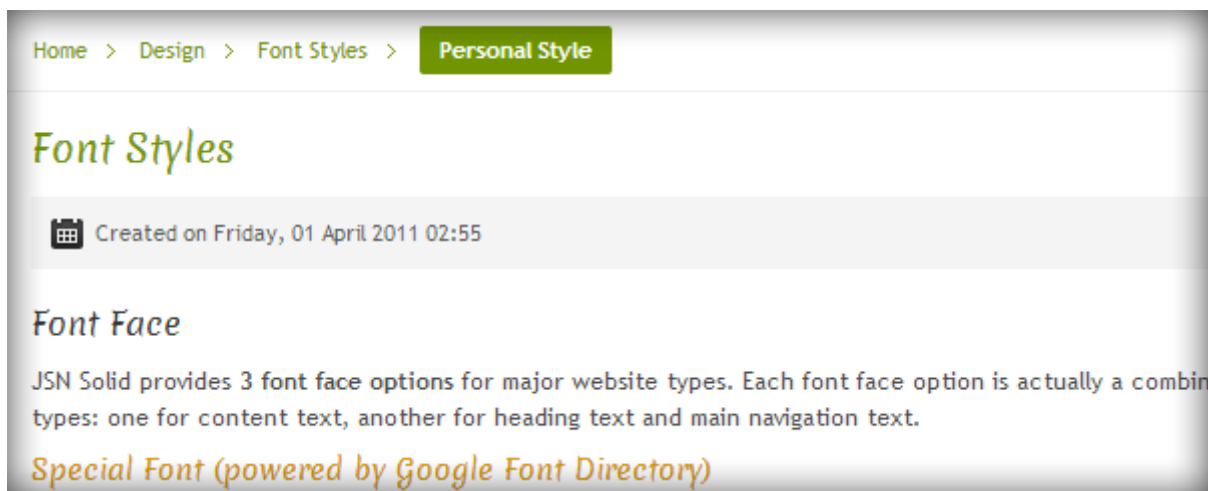 Home > Design > Font Styles > Personal Style
Font Styles
Created on Friday, 01 April 2011 02:55
Font Face
JSN Solid provides 3 font face options for major website types. Each font face option is actually a
types: one for content text, another for heading text and main navigation text.
Special Font (powered by Google Font Directory)